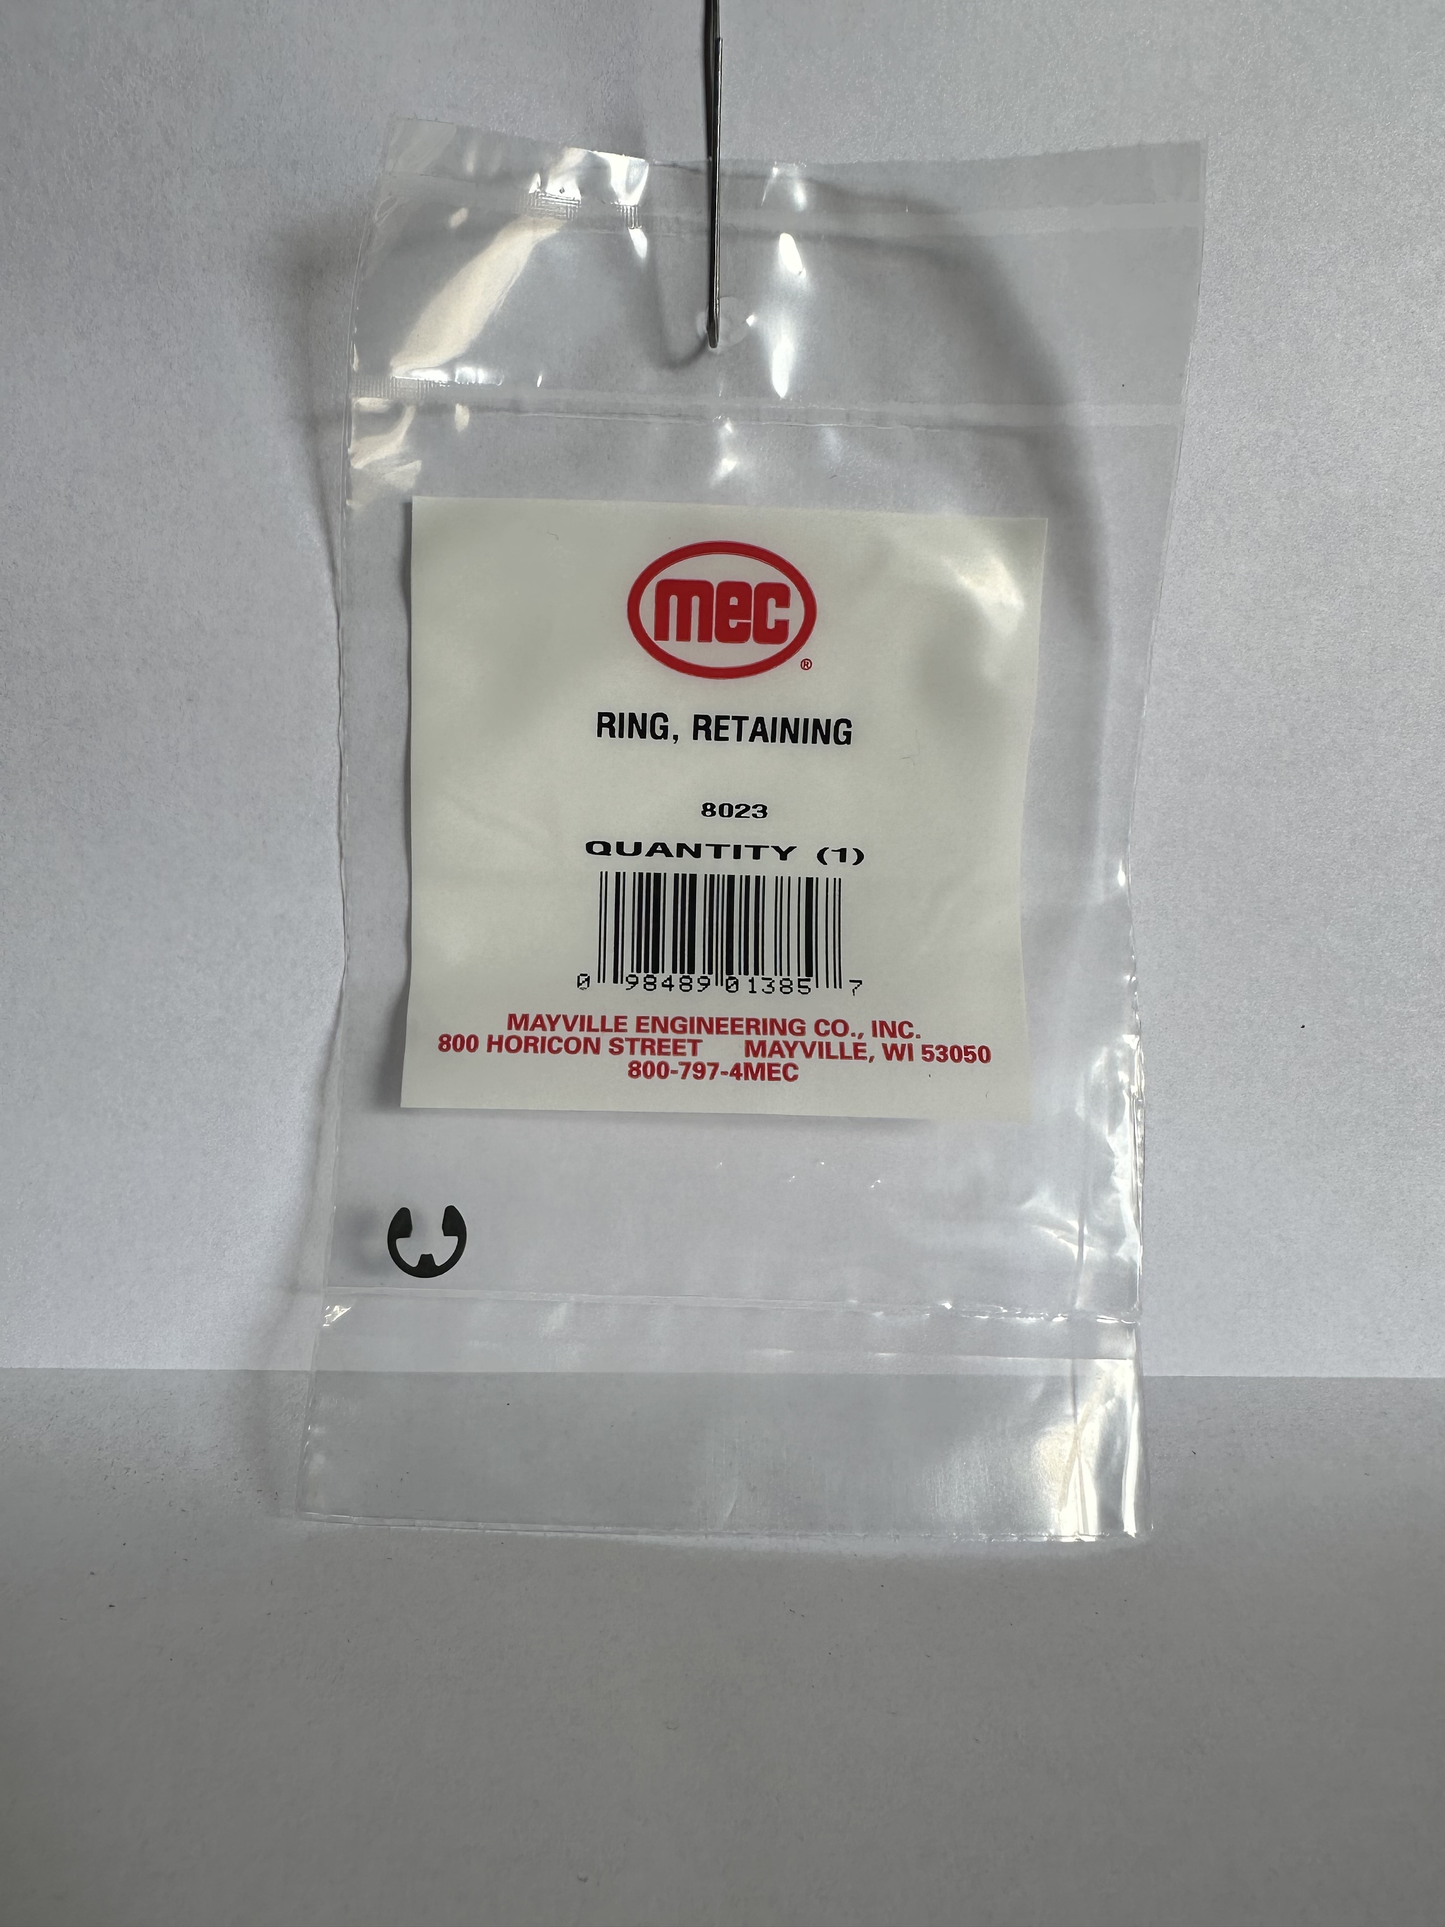 mec ®
RING, RETAINING
8023
QUANTITY (1)
0 98489 01385 7
MAYVILLE ENGINEERING CO., INC.
800 HORICON STREET MAYVILLE, WI 53050
800-797-4MEC